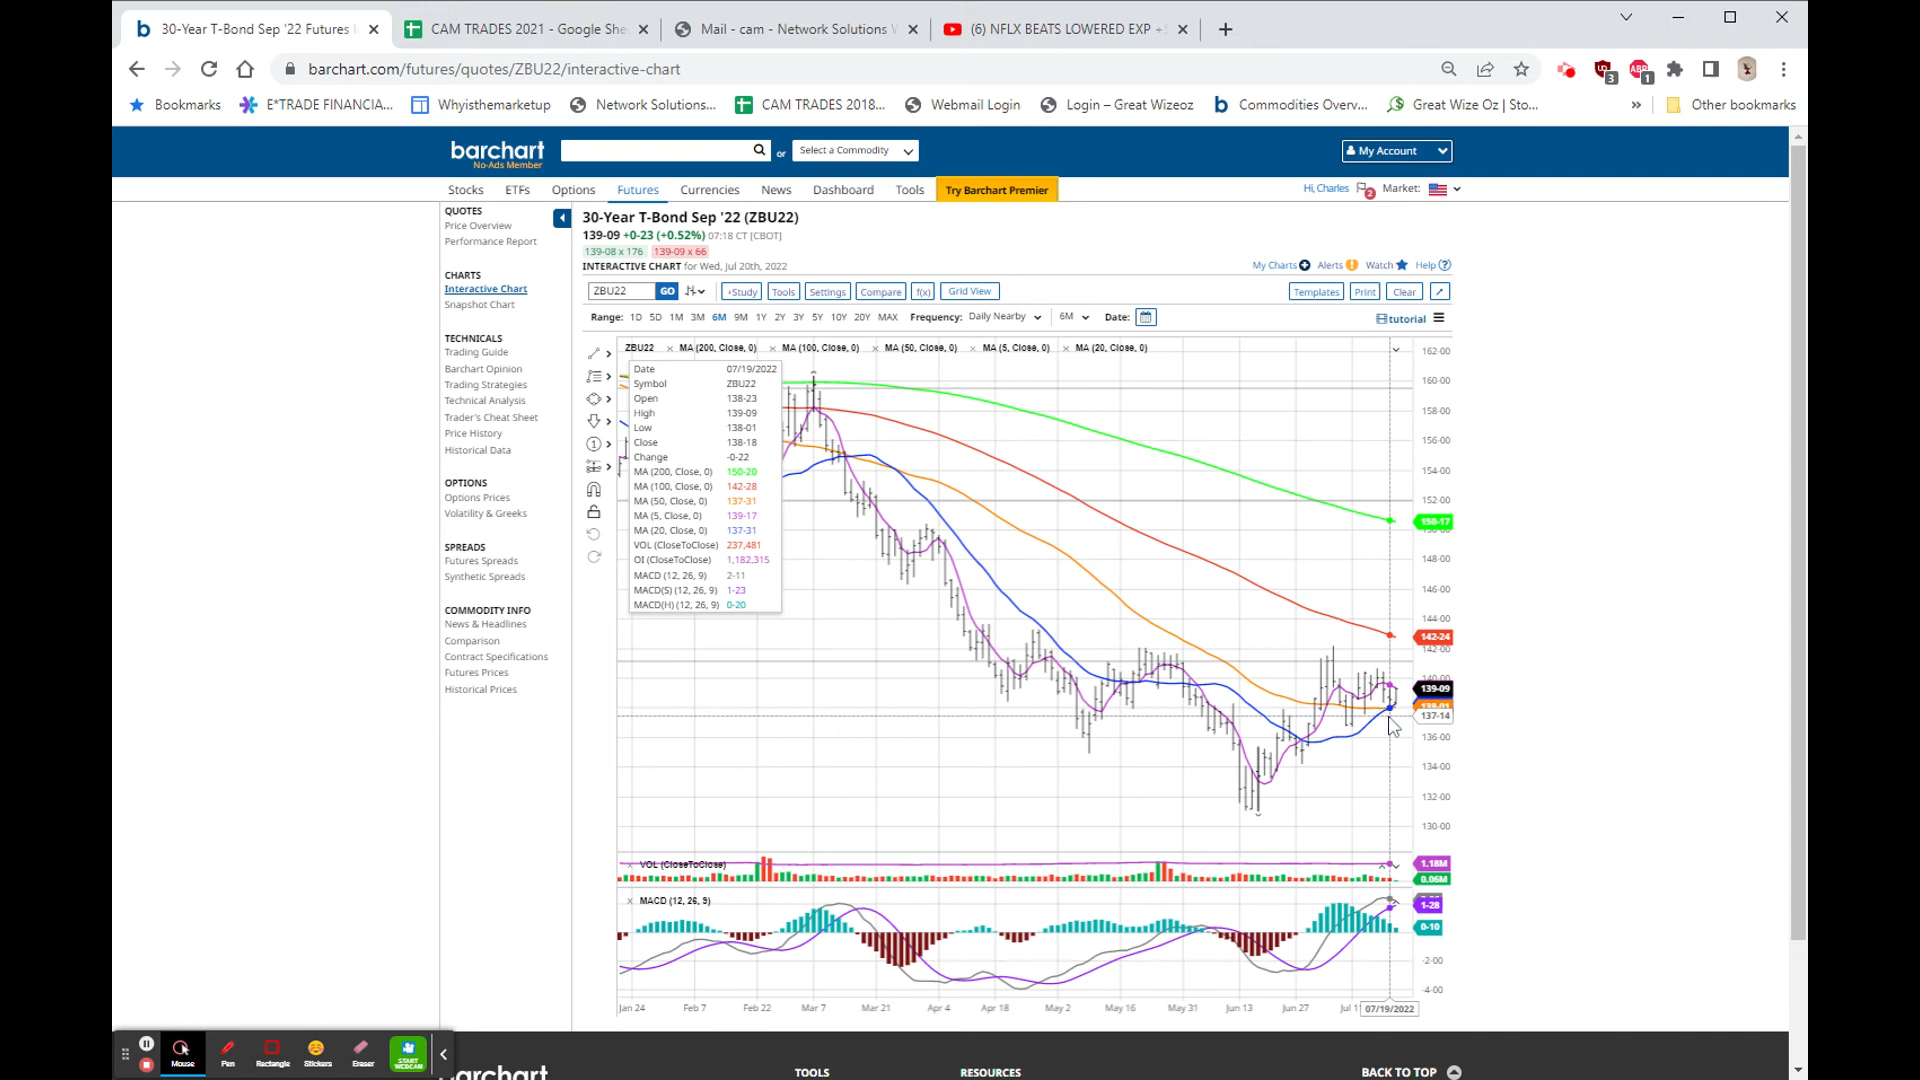 30-Year T-Bond Sep '22 Futures
CAM TRADES 2021 - Google She
Mail - cam - Network Solutions
(6) NFLX BEATS LOWERED EXP +
barchart.com/futures/quotes/ZBU22/interactive-chart
3
1
Bookmarks
E*TRADE FINANCIA...
Whyisthemarketup
Network Solutions...
CAM TRADES 2018...
Webmail Login
Login – Great Wizeoz
Commodities Overv...
Great Wize Oz | Sto...
»
Other bookmarks
barchart
No-Ads Member
or
Select a Commodity
My Account
Stocks ETFs Options Futures Currencies News Dashboard Tools Try Barchart Premier
Hi, Charles 2 Market:
QUOTES
Price Overview
Performance Report
CHARTS
Interactive Chart
Snapshot Chart
TECHNICALS
Trading Guide
Barchart Opinion
Trading Strategies
Technical Analysis
Trader's Cheat Sheet
Price History
Historical Data
OPTIONS
Options Prices
Volatility & Greeks
SPREADS
Futures Spreads
Synthetic Spreads
COMMODITY INFO
News & Headlines
Comparison
Contract Specifications
Futures Prices
Historical Prices
30-Year T-Bond Sep '22 (ZBU22)
139-09 +0-23 (+0.52%) 07:18 CT [CBOT]
139-08 x 176 139-09 x 66
INTERACTIVE CHART for Wed, Jul 20th, 2022
My Charts Alerts Watch Help
ZBU22 GO +Study Tools Settings Compare f(x) Grid View
Templates Print Clear
Range: 1D 5D 1M 3M 6M 9M 1Y 2Y 3Y 5Y 10Y 20Y MAX Frequency: Daily Nearby 6M Date:
tutorial
ZBU22 × MA (200, Close, 0) × MA (100, Close, 0) × MA (50, Close, 0) × MA (5, Close, 0) × MA (20, Close, 0)
Date 07/19/2022
Symbol ZBU22
Open 138-23
High 139-09
Low 138-01
Close 138-18
Change -0-22
MA (200, Close, 0) 150-20
MA (100, Close, 0) 142-28
MA (50, Close, 0) 137-31
MA (5, Close, 0) 139-17
MA (20, Close, 0) 137-31
VOL (CloseToClose) 237,481
OI (CloseToClose) 1,182,315
MACD (12, 26, 9) 2-11
MACD(S) (12, 26, 9) 1-23
MACD(H) (12, 26, 9) 0-20
162-00
160-00
158-00
156-00
154-00
152-00
150-17
148-00
146-00
144-00
142-24
142-00
140-00
139-09
138-01
137-14
136-00
134-00
132-00
130-00
× VOL (CloseToClose)
1.18M
0.06M
× MACD (12, 26, 9)
1-28
0-10
-2-00
-4-00
Jan 24 Feb 7 Feb 22 Mar 7 Mar 21 Apr 4 Apr 18 May 2 May 16 May 31 Jun 13 Jun 27 Jul 1 07/19/2022
Mouse
Pen
Rectangle
Stickers
Eraser
START WEBCAM
barchart
TOOLS
RESOURCES
BACK TO TOP